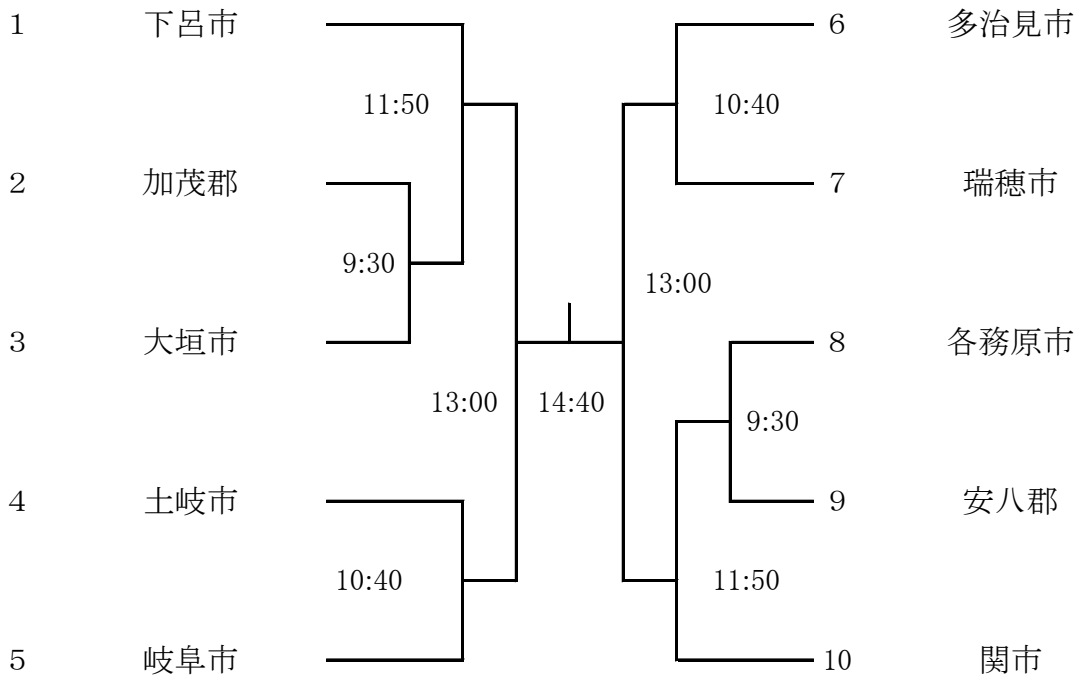 １ 下呂市 6 多治見市
11:50 10:40
２ 加茂郡 7 瑞穂市
9:30 13:00
３ 大垣市 8 各務原市
13:00 14:40 9:30
４ 土岐市 9 安八郡
10:40 11:50
５ 岐阜市 10 関市